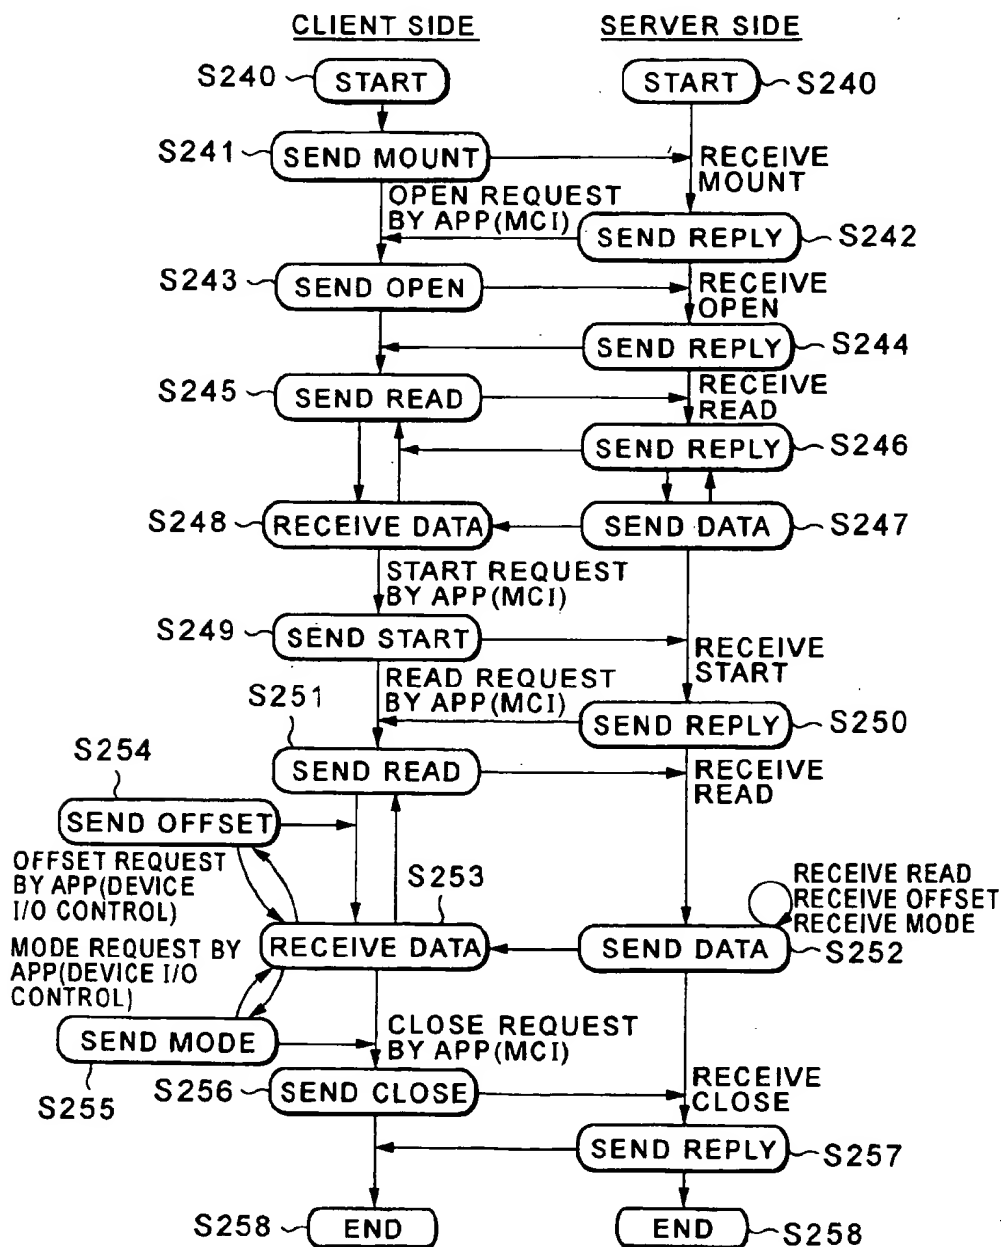 CLIENT SIDE
SERVER SIDE
S240
START
START
S240
S241
SEND MOUNT
RECEIVE
MOUNT
OPEN REQUEST
BY APP(MCI)
SEND REPLY
S242
S243
SEND OPEN
RECEIVE
OPEN
SEND REPLY
S244
S245
SEND READ
RECEIVE
READ
SEND REPLY
S246
S248
RECEIVE DATA
SEND DATA
S247
START REQUEST
BY APP(MCI)
S249
SEND START
RECEIVE
START
S251
READ REQUEST
BY APP(MCI)
SEND REPLY
S250
S254
SEND READ
RECEIVE
READ
SEND OFFSET
OFFSET REQUEST
BY APP(DEVICE
I/O CONTROL)
S253
RECEIVE READ
RECEIVE OFFSET
RECEIVE MODE
MODE REQUEST BY
APP(DEVICE I/O
CONTROL)
RECEIVE DATA
SEND DATA
S252
SEND MODE
S255
CLOSE REQUEST
BY APP(MCI)
S256
SEND CLOSE
RECEIVE
CLOSE
SEND REPLY
S257
S258
END
END
S258